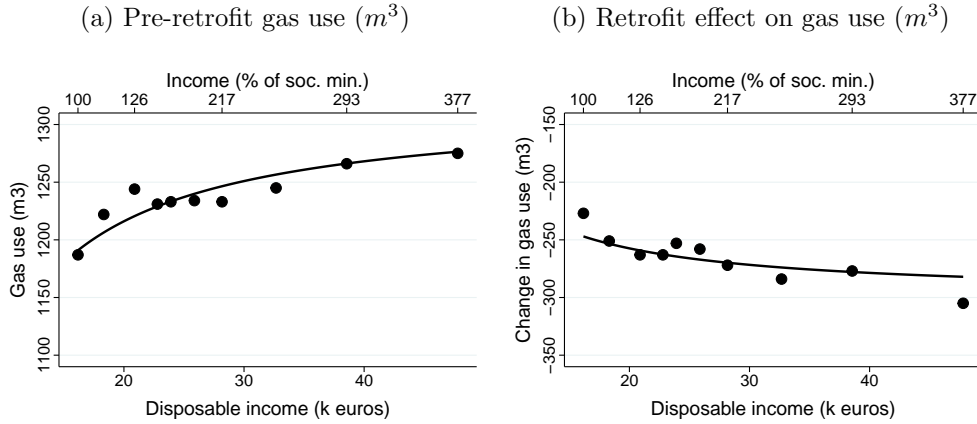 (a) Pre-retrofit gas use (m³)
Income (% of soc. min.)
100 126 217 293 377
Gas use (m3)
1300
1250
1200
1150
1100
20 30 40
Disposable income (k euros)
(b) Retrofit effect on gas use (m³)
Income (% of soc. min.)
100 126 217 293 377
Change in gas use (m3)
−150
−200
−250
−300
−350
20 30 40
Disposable income (k euros)